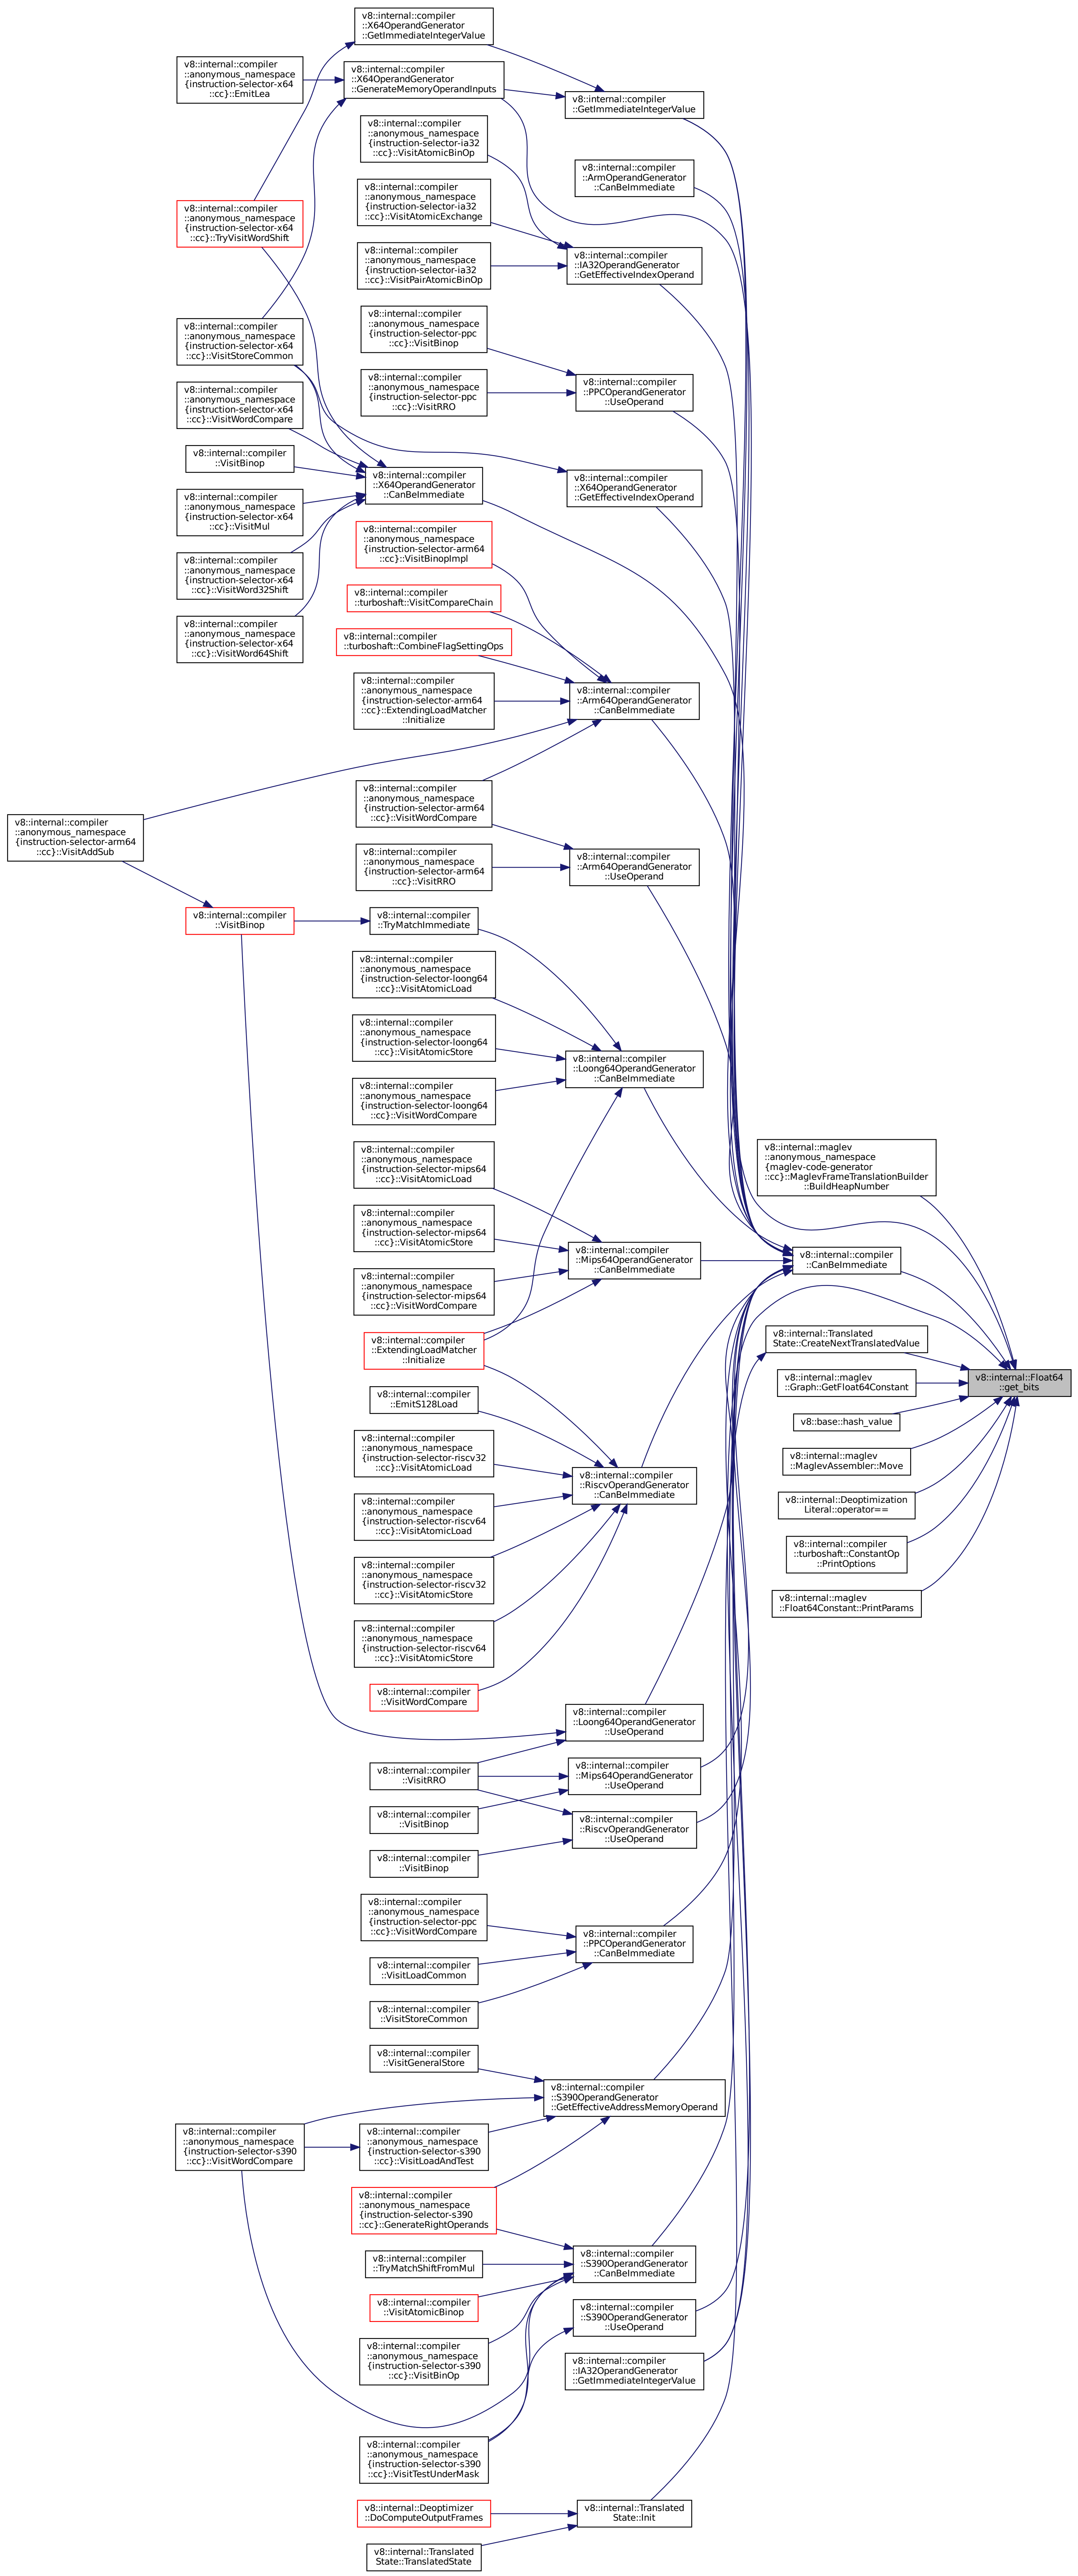 v8::internal::compiler
::X64OperandGenerator
::GetImmediateIntegerValue
v8::internal::compiler
::anonymous_namespace
{instruction-selector-x64
::cc}::EmitLea
v8::internal::compiler
::X64OperandGenerator
::GenerateMemoryOperandInputs
v8::internal::compiler
::GetImmediateIntegerValue
v8::internal::compiler
::anonymous_namespace
{instruction-selector-ia32
::cc}::VisitAtomicBinOp
v8::internal::compiler
::ArmOperandGenerator
::CanBeImmediate
v8::internal::compiler
::anonymous_namespace
{instruction-selector-ia32
::cc}::VisitAtomicExchange
v8::internal::compiler
::anonymous_namespace
{instruction-selector-x64
::cc}::TryVisitWordShift
v8::internal::compiler
::anonymous_namespace
{instruction-selector-ia32
::cc}::VisitPairAtomicBinOp
v8::internal::compiler
::IA32OperandGenerator
::GetEffectiveIndexOperand
v8::internal::compiler
::anonymous_namespace
{instruction-selector-ppc
::cc}::VisitBinop
v8::internal::compiler
::anonymous_namespace
{instruction-selector-x64
::cc}::VisitStoreCommon
v8::internal::compiler
::anonymous_namespace
{instruction-selector-ppc
::cc}::VisitRRO
v8::internal::compiler
::PPCOperandGenerator
::UseOperand
v8::internal::compiler
::anonymous_namespace
{instruction-selector-x64
::cc}::VisitWordCompare
v8::internal::compiler
::VisitBinop
v8::internal::compiler
::X64OperandGenerator
::CanBeImmediate
v8::internal::compiler
::X64OperandGenerator
::GetEffectiveIndexOperand
v8::internal::compiler
::anonymous_namespace
{instruction-selector-x64
::cc}::VisitMul
v8::internal::compiler
::anonymous_namespace
{instruction-selector-arm64
::cc}::VisitBinopImpl
v8::internal::compiler
::anonymous_namespace
{instruction-selector-x64
::cc}::VisitWord32Shift
v8::internal::compiler
::turboshaft::VisitCompareChain
v8::internal::compiler
::anonymous_namespace
{instruction-selector-x64
::cc}::VisitWord64Shift
v8::internal::compiler
::turboshaft::CombineFlagSettingOps
v8::internal::compiler
::anonymous_namespace
{instruction-selector-arm64
::cc}::ExtendingLoadMatcher
::Initialize
v8::internal::compiler
::Arm64OperandGenerator
::CanBeImmediate
v8::internal::compiler
::anonymous_namespace
{instruction-selector-arm64
::cc}::VisitWordCompare
v8::internal::compiler
::anonymous_namespace
{instruction-selector-arm64
::cc}::VisitAddSub
v8::internal::compiler
::anonymous_namespace
{instruction-selector-arm64
::cc}::VisitRRO
v8::internal::compiler
::Arm64OperandGenerator
::UseOperand
v8::internal::compiler
::VisitBinop
v8::internal::compiler
::TryMatchImmediate
v8::internal::compiler
::anonymous_namespace
{instruction-selector-loong64
::cc}::VisitAtomicLoad
v8::internal::compiler
::anonymous_namespace
{instruction-selector-loong64
::cc}::VisitAtomicStore
v8::internal::compiler
::Loong64OperandGenerator
::CanBeImmediate
v8::internal::compiler
::anonymous_namespace
{instruction-selector-loong64
::cc}::VisitWordCompare
v8::internal::compiler
::anonymous_namespace
{instruction-selector-mips64
::cc}::VisitAtomicLoad
v8::internal::maglev
::anonymous_namespace
{maglev-code-generator
::cc}::MaglevFrameTranslationBuilder
::BuildHeapNumber
v8::internal::compiler
::anonymous_namespace
{instruction-selector-mips64
::cc}::VisitAtomicStore
v8::internal::compiler
::Mips64OperandGenerator
::CanBeImmediate
v8::internal::compiler
::CanBeImmediate
v8::internal::compiler
::anonymous_namespace
{instruction-selector-mips64
::cc}::VisitWordCompare
v8::internal::compiler
::ExtendingLoadMatcher
::Initialize
v8::internal::Translated
State::CreateNextTranslatedValue
v8::internal::maglev
::Graph::GetFloat64Constant
v8::internal::Float64
::get_bits
v8::internal::compiler
::EmitS128Load
v8::base::hash_value
v8::internal::compiler
::anonymous_namespace
{instruction-selector-riscv32
::cc}::VisitAtomicLoad
v8::internal::maglev
::MaglevAssembler::Move
v8::internal::compiler
::RiscvOperandGenerator
::CanBeImmediate
v8::internal::compiler
::anonymous_namespace
{instruction-selector-riscv64
::cc}::VisitAtomicLoad
v8::internal::Deoptimization
Literal::operator==
v8::internal::compiler
::turboshaft::ConstantOp
::PrintOptions
v8::internal::compiler
::anonymous_namespace
{instruction-selector-riscv32
::cc}::VisitAtomicStore
v8::internal::maglev
::Float64Constant::PrintParams
v8::internal::compiler
::anonymous_namespace
{instruction-selector-riscv64
::cc}::VisitAtomicStore
v8::internal::compiler
::VisitWordCompare
v8::internal::compiler
::Loong64OperandGenerator
::UseOperand
v8::internal::compiler
::VisitRRO
v8::internal::compiler
::Mips64OperandGenerator
::UseOperand
v8::internal::compiler
::VisitBinop
v8::internal::compiler
::RiscvOperandGenerator
::UseOperand
v8::internal::compiler
::VisitBinop
v8::internal::compiler
::anonymous_namespace
{instruction-selector-ppc
::cc}::VisitWordCompare
v8::internal::compiler
::PPCOperandGenerator
::CanBeImmediate
v8::internal::compiler
::VisitLoadCommon
v8::internal::compiler
::VisitStoreCommon
v8::internal::compiler
::VisitGeneralStore
v8::internal::compiler
::S390OperandGenerator
::GetEffectiveAddressMemoryOperand
v8::internal::compiler
::anonymous_namespace
{instruction-selector-s390
::cc}::VisitWordCompare
v8::internal::compiler
::anonymous_namespace
{instruction-selector-s390
::cc}::VisitLoadAndTest
v8::internal::compiler
::anonymous_namespace
{instruction-selector-s390
::cc}::GenerateRightOperands
v8::internal::compiler
::S390OperandGenerator
::CanBeImmediate
v8::internal::compiler
::TryMatchShiftFromMul
v8::internal::compiler
::VisitAtomicBinop
v8::internal::compiler
::S390OperandGenerator
::UseOperand
v8::internal::compiler
::anonymous_namespace
{instruction-selector-s390
::cc}::VisitBinOp
v8::internal::compiler
::IA32OperandGenerator
::GetImmediateIntegerValue
v8::internal::compiler
::anonymous_namespace
{instruction-selector-s390
::cc}::VisitTestUnderMask
v8::internal::Deoptimizer
::DoComputeOutputFrames
v8::internal::Translated
State::Init
v8::internal::Translated
State::TranslatedState